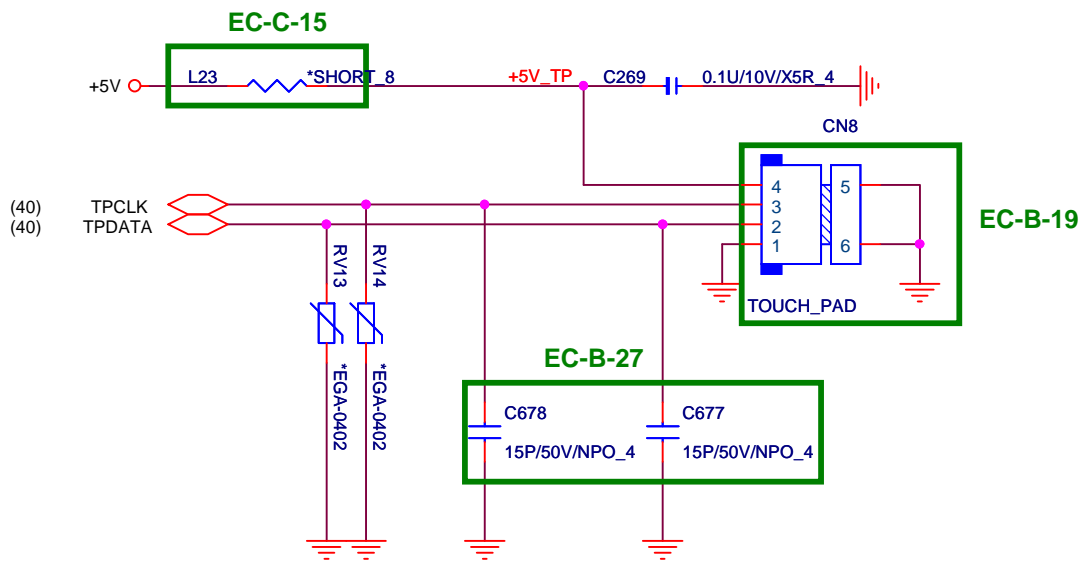 EC-C-15
+5V
L23
*SHORT_8
+5V_TP
C269
0.1U/10V/X5R_4
CN8
4
5
(40)
TPCLK
3
(40)
TPDATA
2
1
6
EC-B-19
RV13
RV14
TOUCH_PAD
*EGA-0402
*EGA-0402
EC-B-27
C678
C677
15P/50V/NPO_4
15P/50V/NPO_4